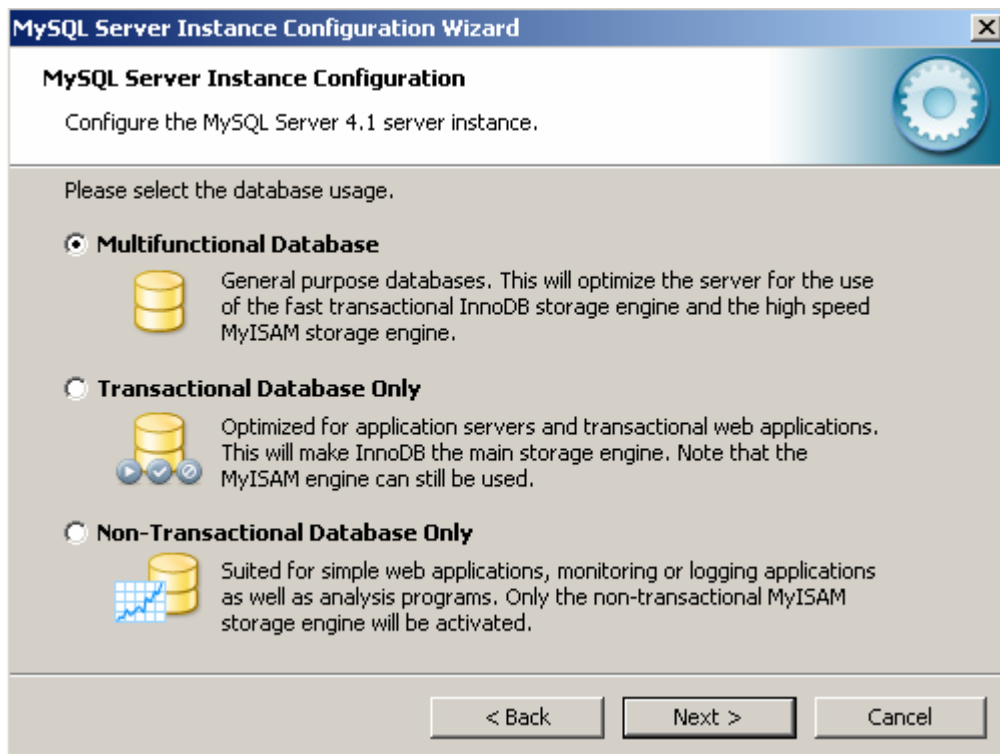 MySQL Server Instance Configuration Wizard
MySQL Server Instance Configuration
Configure the MySQL Server 4.1 server instance.
Please select the database usage.
Multifunctional Database
General purpose databases. This will optimize the server for the use
of the fast transactional InnoDB storage engine and the high speed
MyISAM storage engine.
Transactional Database Only
Optimized for application servers and transactional web applications.
This will make InnoDB the main storage engine. Note that the
MyISAM engine can still be used.
Non-Transactional Database Only
Suited for simple web applications, monitoring or logging applications
as well as analysis programs. Only the non-transactional MyISAM
storage engine will be activated.
< Back
Next >
Cancel